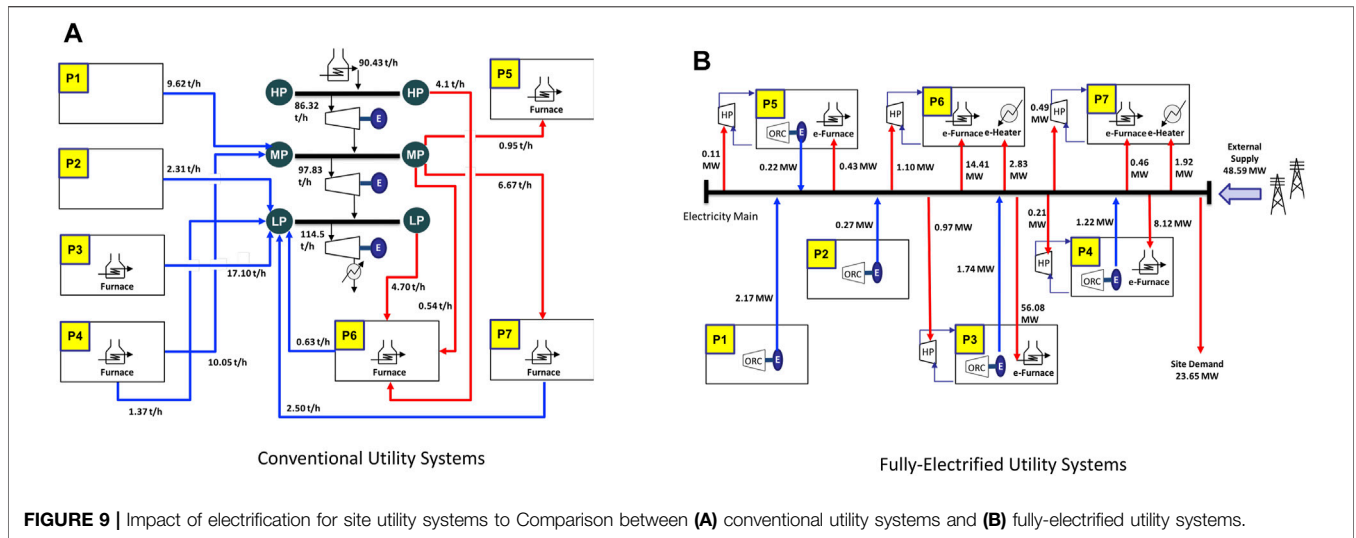 A
P1
9.62 t/h
P2
2.31 t/h
P3
Furnace
17.10 t/h
P4
Furnace
10.05 t/h
1.37 t/h
90.43 t/h
HP
HP
4.1 t/h
86.32
t/h
E
MP
MP
0.95 t/h
97.83
t/h
E
6.67 t/h
LP
LP
114.5
t/h
E
4.70 t/h
0.54 t/h
0.63 t/h
P6
Furnace
2.50 t/h
P5
Furnace
P7
Furnace
Conventional Utility Systems
B
HP
P5
ORC
E
e-Furnace
0.11
MW
0.22 MW
0.43 MW
HP
P6
e-Furnace
e-Heater
1.10 MW
14.41
MW
2.83
MW
0.49
MW
HP
P7
e-Furnace
e-Heater
0.46
MW
1.92
MW
External
Supply
48.59 MW
Electricity Main
2.17 MW
P1
ORC
E
0.27 MW
P2
ORC
E
0.97 MW
HP
1.74 MW
P3
ORC
E
e-Furnace
56.08
MW
0.21
MW
HP
1.22 MW
P4
ORC
E
e-Furnace
8.12 MW
Site Demand
23.65 MW
Fully-Electrified Utility Systems
FIGURE 9 | Impact of electrification for site utility systems to Comparison between (A) conventional utility systems and (B) fully-electrified utility systems.